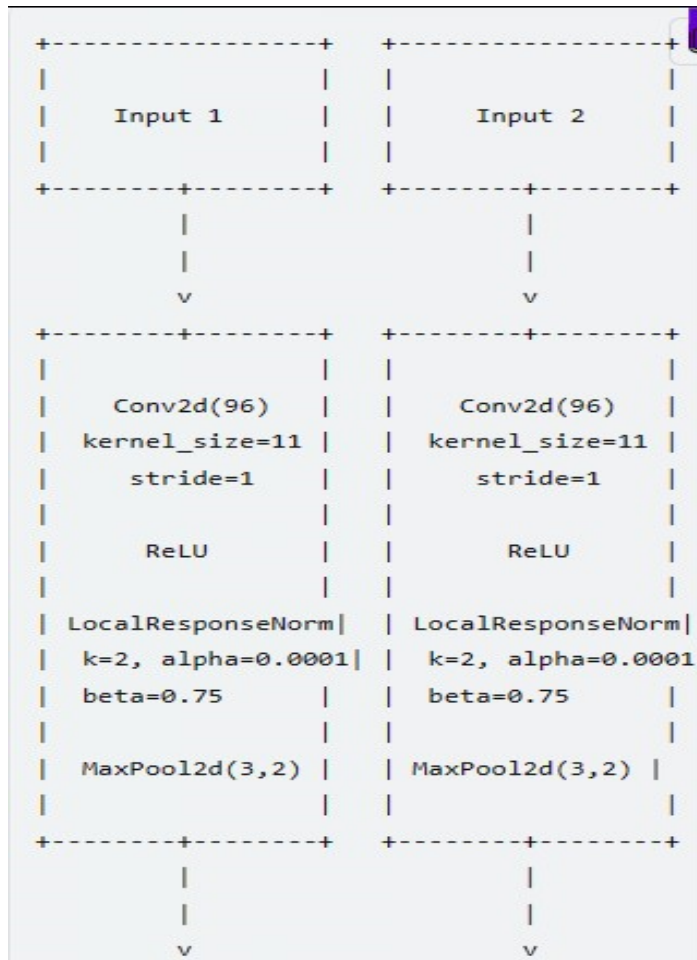 +-----------------+   +-----------------+
|                 |   |                 |
|    Input 1      |   |     Input 2     |
|                 |   |                 |
+--------+--------+   +--------+--------+
         |                     |
         |                     |
         v                     v
+--------+--------+   +--------+--------+
|                 |   |                 |
|    Conv2d(96)   |   |    Conv2d(96)   |
|  kernel_size=11 |   |  kernel_size=11 |
|     stride=1    |   |     stride=1    |
|                 |   |                 |
|      ReLU       |   |       ReLU      |
|                 |   |                 |
| LocalResponseNorm|  | LocalResponseNorm|
|  k=2, alpha=0.0001| |  k=2, alpha=0.0001
|  beta=0.75      |   |  beta=0.75      |
|                 |   |                 |
|  MaxPool2d(3,2) |   | MaxPool2d(3,2) |
|                 |   |                 |
+--------+--------+   +--------+--------+
         |                     |
         |                     |
         v                     v